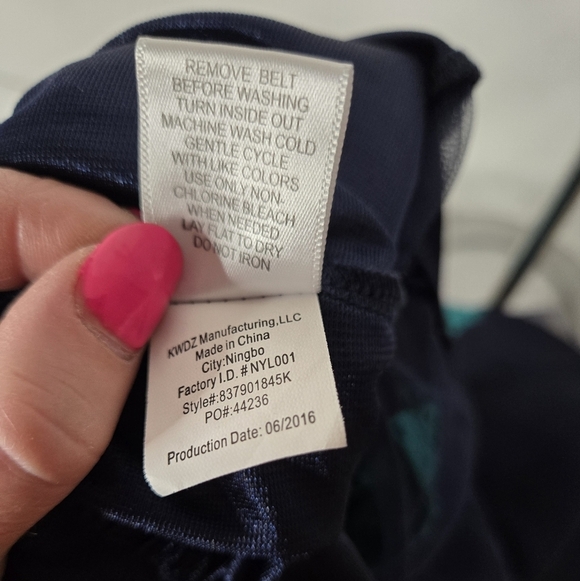 REMOVE BELT
BEFORE WASHING
TURN INSIDE OUT
MACHINE WASH COLD
GENTLE CYCLE
WITH LIKE COLORS
USE ONLY NON-
CHLORINE BLEACH
WHEN NEEDED
LAY FLAT TO DRY
DO NOT IRON
KWDZ Manufacturing,LLC
Made in China
City:Ningbo
Factory I.D. #NYL001
Style#:837901845K
PO#:44236
Production Date: 06/2016